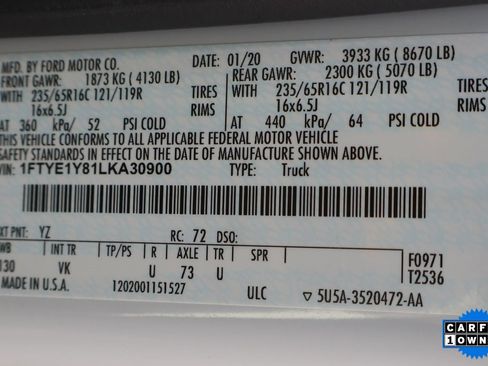 MFD. BY FORD MOTOR CO. DATE: 01/20 GVWR: 3933 KG ( 8670 LB)
FRONT GAWR: 1873 KG ( 4130 LB) REAR GAWR: 2300 KG ( 5070 LB)
WITH 235/65R16C 121/119R TIRES WITH 235/65R16C 121/119R TIRES
16x6.5J RIMS 16x6.5J RIMS
AT 360 kPa/ 52 PSI COLD AT 440 kPa/ 64 PSI COLD
THIS VEHICLE CONFORMS TO ALL APPLICABLE FEDERAL MOTOR VEHICLE
SAFETY STANDARDS IN EFFECT ON THE DATE OF MANUFACTURE SHOWN ABOVE.
VIN: 1FTYE1Y81LKA30900 TYPE: Truck
EXT PNT: YZ RC: 72 DSO:
WB INT TR TP/PS R AXLE TR SPR F0971
130 VK U 73 U T2536
MADE IN U.S.A. 1202001151527 ULC ▽ 5U5A-3520472-AA
CARF
1 OWN